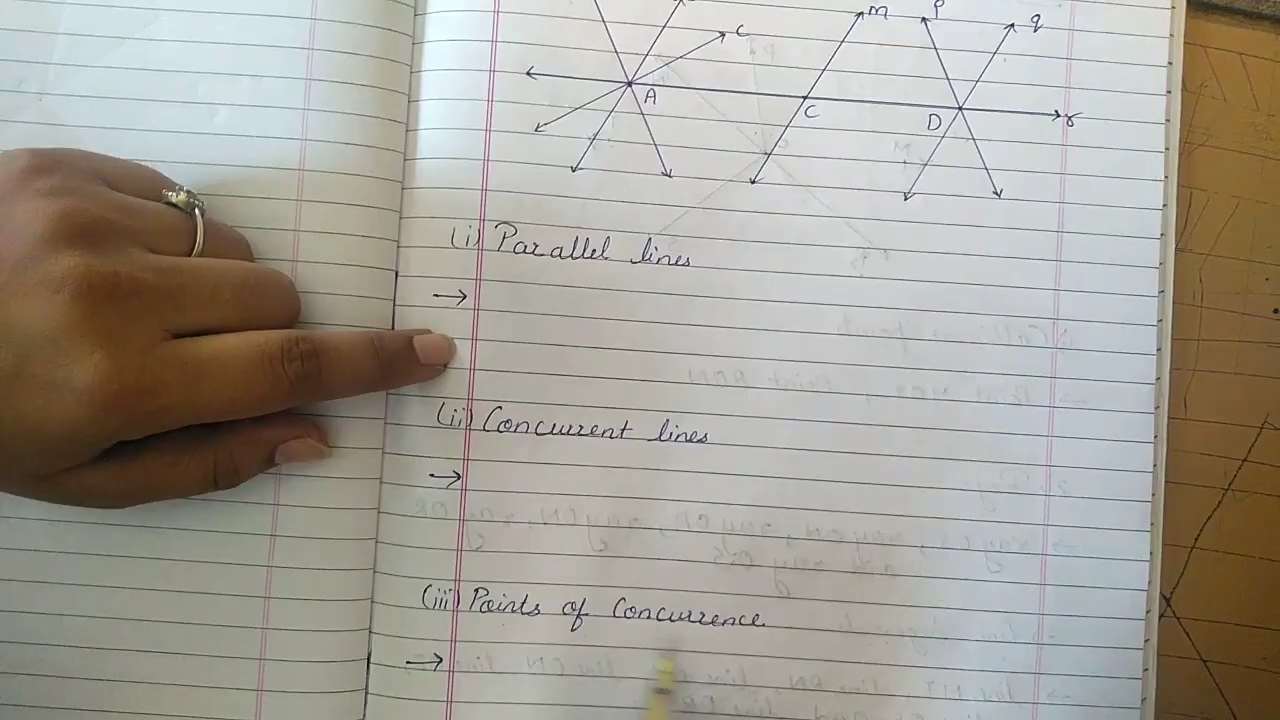 m
p
q
c
A
C
D
r
(i) Parallel lines
→
(ii) Concurrent lines
→
(iii) Points of Concurrence
→